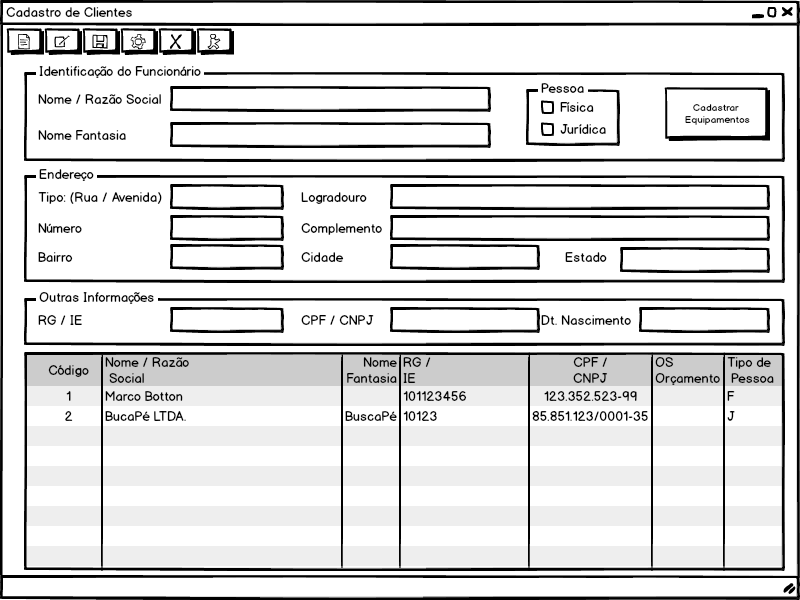 Cadastro de Clientes
Identificação do Funcionário
Nome / Razão Social
Nome Fantasia
Pessoa
Física
Jurídica
Cadastrar
Equipamentos
Endereço
Tipo: (Rua / Avenida)
Logradouro
Número
Complemento
Bairro
Cidade
Estado
Outras Informações
RG / IE
CPF / CNPJ
Dt. Nascimento
Código
Nome / Razão
Social
Nome
Fantasia
RG /
IE
CPF /
CNPJ
OS
Orçamento
Tipo de
Pessoa
1 Marco Botton 101123456 123.352.523-99 F
2 BucaPé LTDA. BuscaPé 10123 85.851.123/0001-35 J